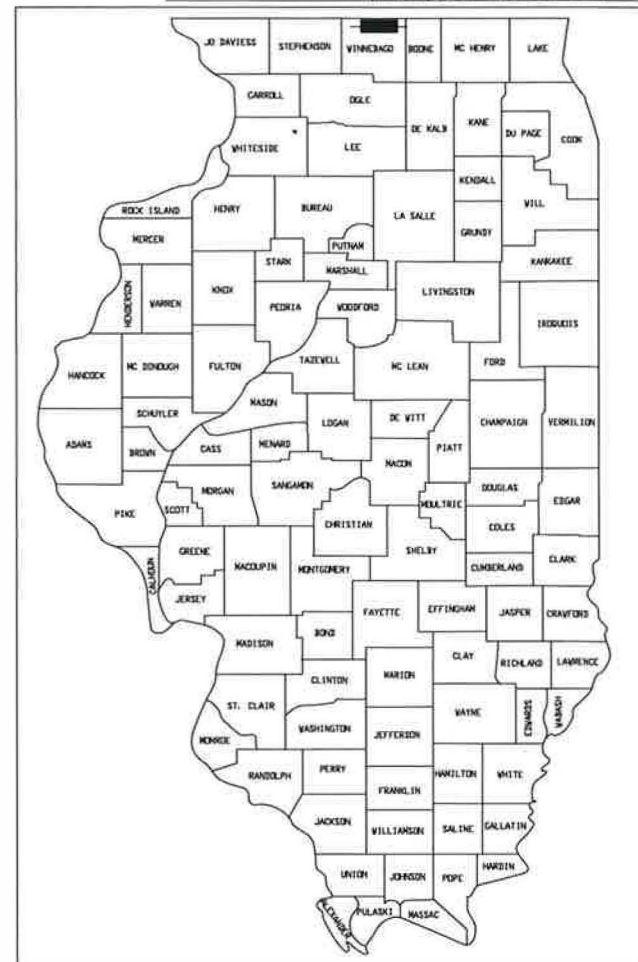 JO DAVIESS
STEPHENSON
WINNEBAGO
BOONE
MC HENRY
LAKE
CARROLL
OGLE
DE KALB
KANE
DU PAGE
COOK
WHITESIDE
LEE
KENDALL
WILL
ROCK ISLAND
HENRY
BUREAU
LA SALLE
GRUNDY
MERCER
PUTNAM
STARK
MARSHALL
KANKAKEE
HENDERSON
WARREN
KNOX
PEORIA
WOODFORD
LIVINGSTON
IROQUOIS
HANCOCK
MC DONOUGH
FULTON
TAZEWELL
MC LEAN
FORD
MASON
SCHUYLER
LOGAN
DE WITT
CHAMPAIGN
VERMILION
ADAMS
BROWN
CASS
MENARD
PIATT
MACON
MORGAN
SANGAMON
DOUGLAS
EDGAR
PIKE
SCOTT
CHRISTIAN
MOULTRIE
COLES
GREENE
MACOUPIN
MONTGOMERY
SHELBY
CUMBERLAND
CLARK
CALHOUN
JERSEY
FAYETTE
EFFINGHAM
JASPER
CRAWFORD
MADISON
BOND
CLAY
RICHLAND
LAWRENCE
CLINTON
MARION
ST. CLAIR
WAYNE
EDWARDS
WABASH
WASHINGTON
JEFFERSON
MONROE
RANDOLPH
PERRY
HAMILTON
WHITE
FRANKLIN
JACKSON
WILLIAMSON
SALINE
GALLATIN
UNION
JOHNSON
POPE
HARDIN
ALEXANDER
PULASKI
MASSAC